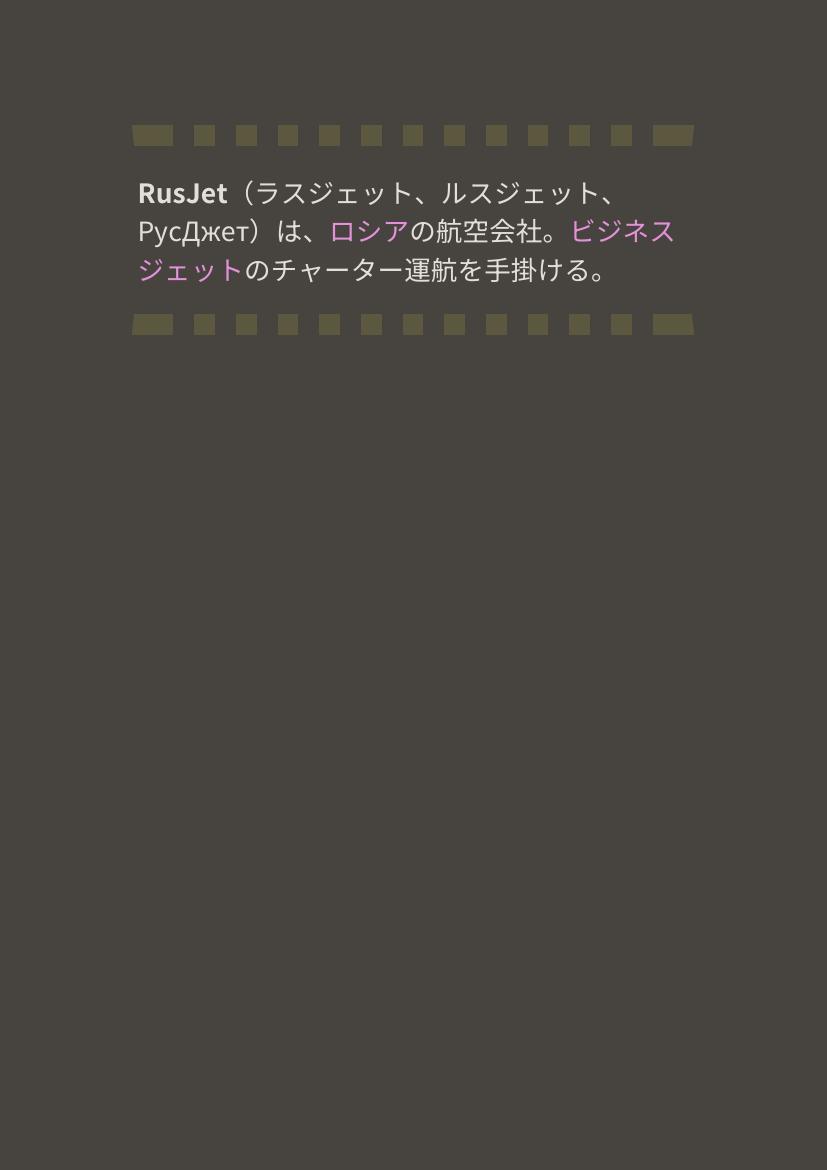 RusJet（ラスジェット、ルスジェット、
РусДжет）は、ロシアの航空会社。ビジネス
ジェットのチャーター運航を手掛ける。